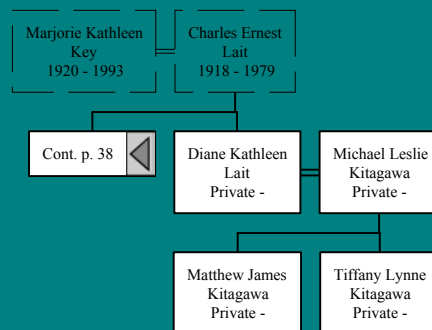 Marjorie Kathleen
Key
1920 - 1993
Charles Ernest
Lait
1918 - 1979
Cont. p. 38
Diane Kathleen
Lait
Private -
Michael Leslie
Kitagawa
Private -
Matthew James
Kitagawa
Private -
Tiffany Lynne
Kitagawa
Private -